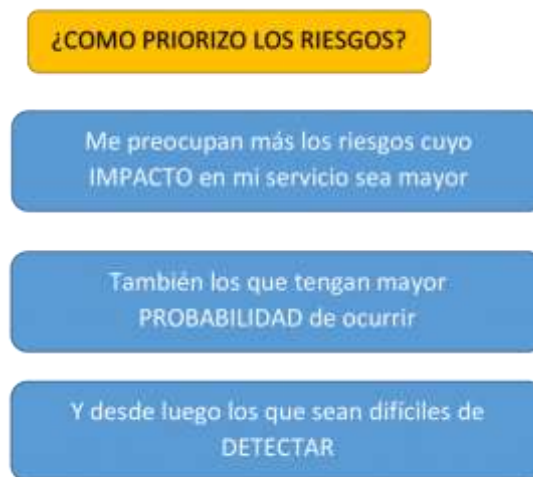 ¿COMO PRIORIZO LOS RIESGOS?
Me preocupan más los riesgos cuyo
IMPACTO en mi servicio sea mayor
También los que tengan mayor
PROBABILIDAD de ocurrir
Y desde luego los que sean difíciles de
DETECTAR